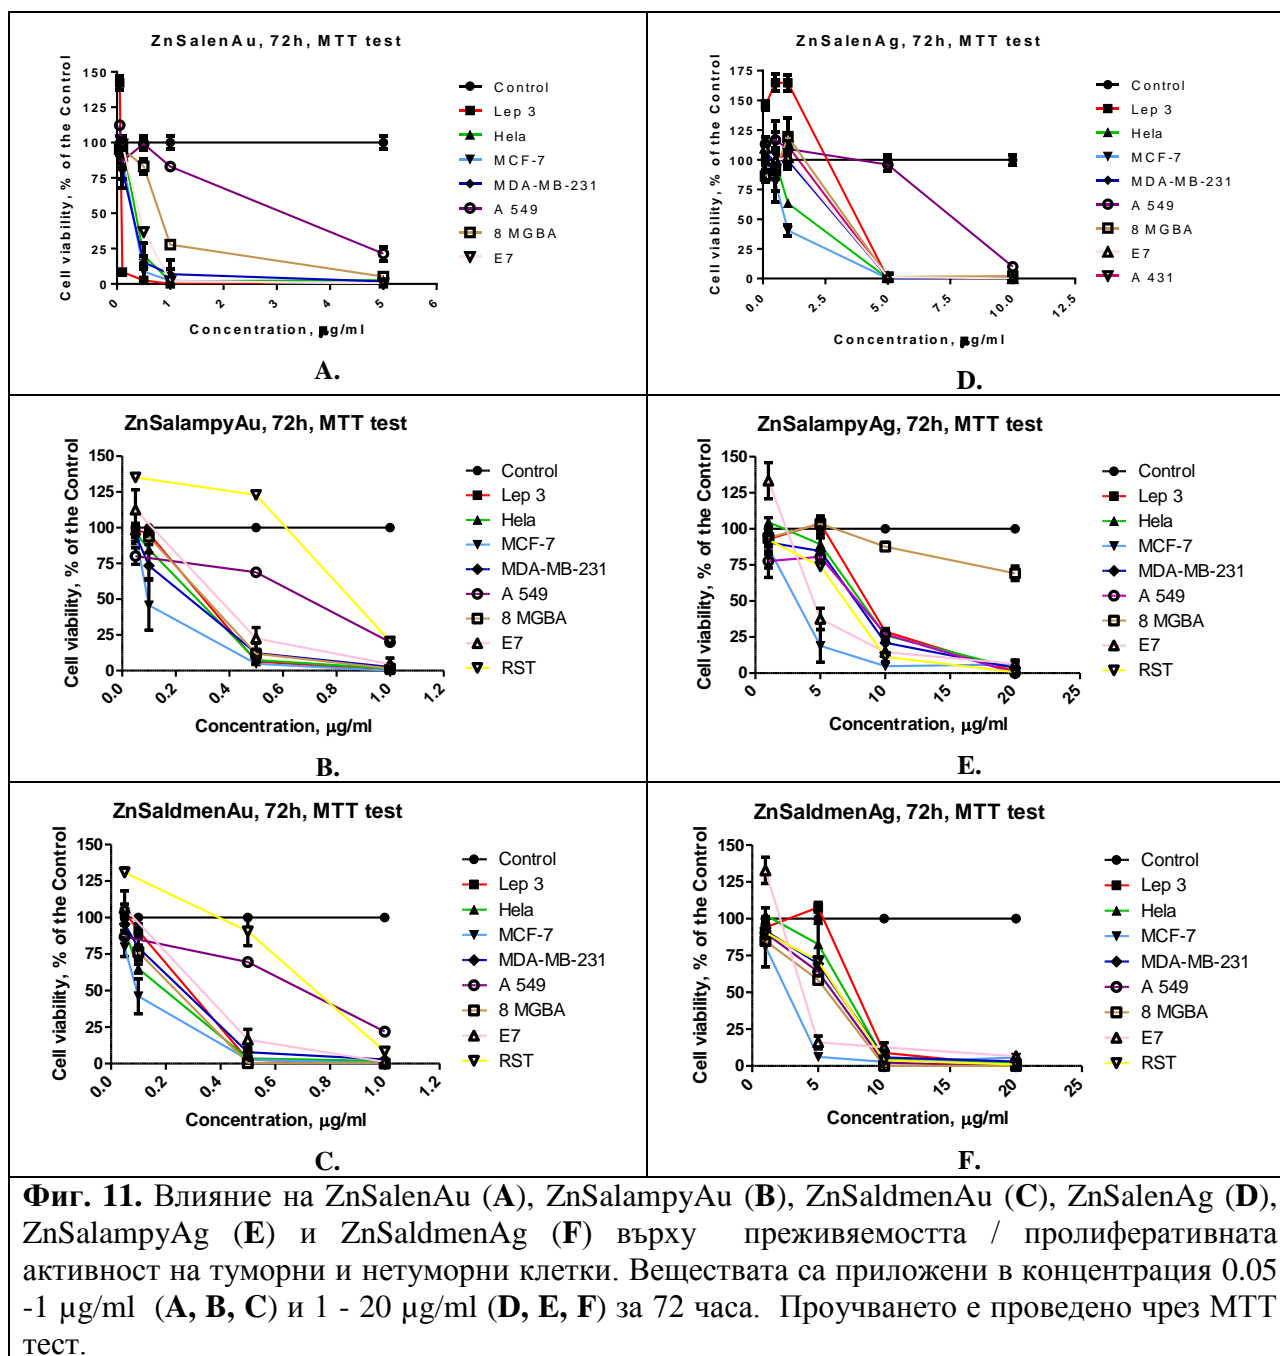 ZnSalenAu, 72h, MTT test
Cell viability, % of the Control
150
125
100
75
50
25
0
0
1
2
3
4
5
6
Concentration, µg/ml
Control
Lep 3
Hela
MCF-7
MDA-MB-231
A 549
8 MGBA
E7
A.
ZnSalenAg, 72h, MTT test
Cell viability, % of the Control
175
150
125
100
75
50
25
0
0.0
2.5
5.0
7.5
10.0
12.5
Concentration, µg/ml
Control
Lep 3
Hela
MCF-7
MDA-MB-231
A 549
8 MGBA
E7
A 431
D.
ZnSalampyAu, 72h, MTT test
Cell viability, % of the Control
150
125
100
75
50
25
0
0.0
0.2
0.4
0.6
0.8
1.0
1.2
Concentration, µg/ml
Control
Lep 3
Hela
MCF-7
MDA-MB-231
A 549
8 MGBA
E7
RST
B.
ZnSalampyAg, 72h, MTT test
Cell viability, % of the Control
150
125
100
75
50
25
0
0
5
10
15
20
25
Concentration, µg/ml
Control
Lep 3
Hela
MCF-7
MDA-MB-231
A 549
8 MGBA
E7
RST
E.
ZnSaldmenAu, 72h, MTT test
Cell viability, % of the Control
150
125
100
75
50
25
0
0.0
0.2
0.4
0.6
0.8
1.0
1.2
Concentration, µg/ml
Control
Lep 3
Hela
MCF-7
MDA-MB-231
A 549
8 MGBA
E7
RST
C.
ZnSaldmenAg, 72h, MTT test
Cell viability, % of the Control
150
125
100
75
50
25
0
0
5
10
15
20
25
Concentration, µg/ml
Control
Lep 3
Hela
MCF-7
MDA-MB-231
A 549
8 MGBA
E7
RST
F.
Фиг. 11. Влияние на ZnSalenAu (A), ZnSalampyAu (B), ZnSaldmenAu (C), ZnSalenAg (D),
ZnSalampyAg (E) и ZnSaldmenAg (F) върху преживяемостта / пролиферативната
активност на туморни и нетуморни клетки. Веществата са приложени в концентрация 0.05
-1 µg/ml (A, B, C) и 1 - 20 µg/ml (D, E, F) за 72 часа. Проучването е проведено чрез МТТ
тест.